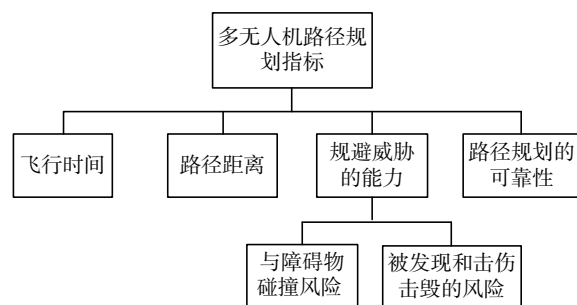 多无人机路径规
划指标
飞行时间
路径距离
规避威胁
的能力
路径规划的
可靠性
与障碍物
碰撞风险
被发现和击伤
击毁的风险